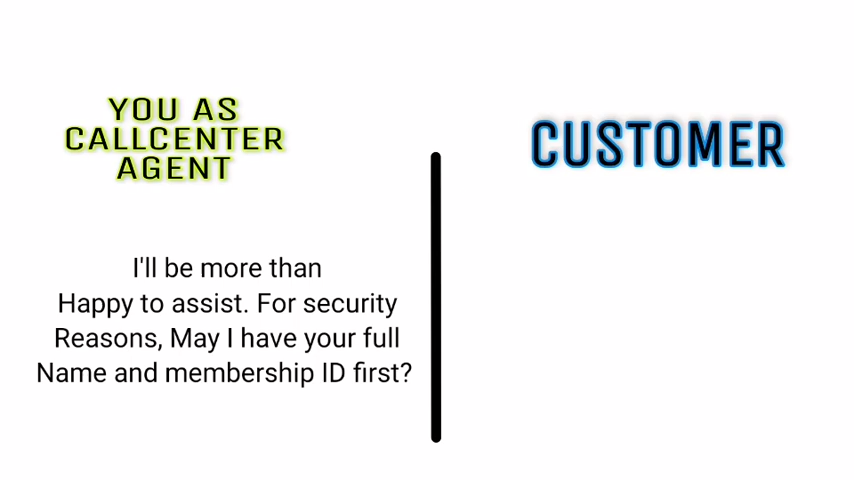 YOU AS
CALLCENTER
AGENT
CUSTOMER
I'll be more than
Happy to assist. For security
Reasons, May I have your full
Name and membership ID first?